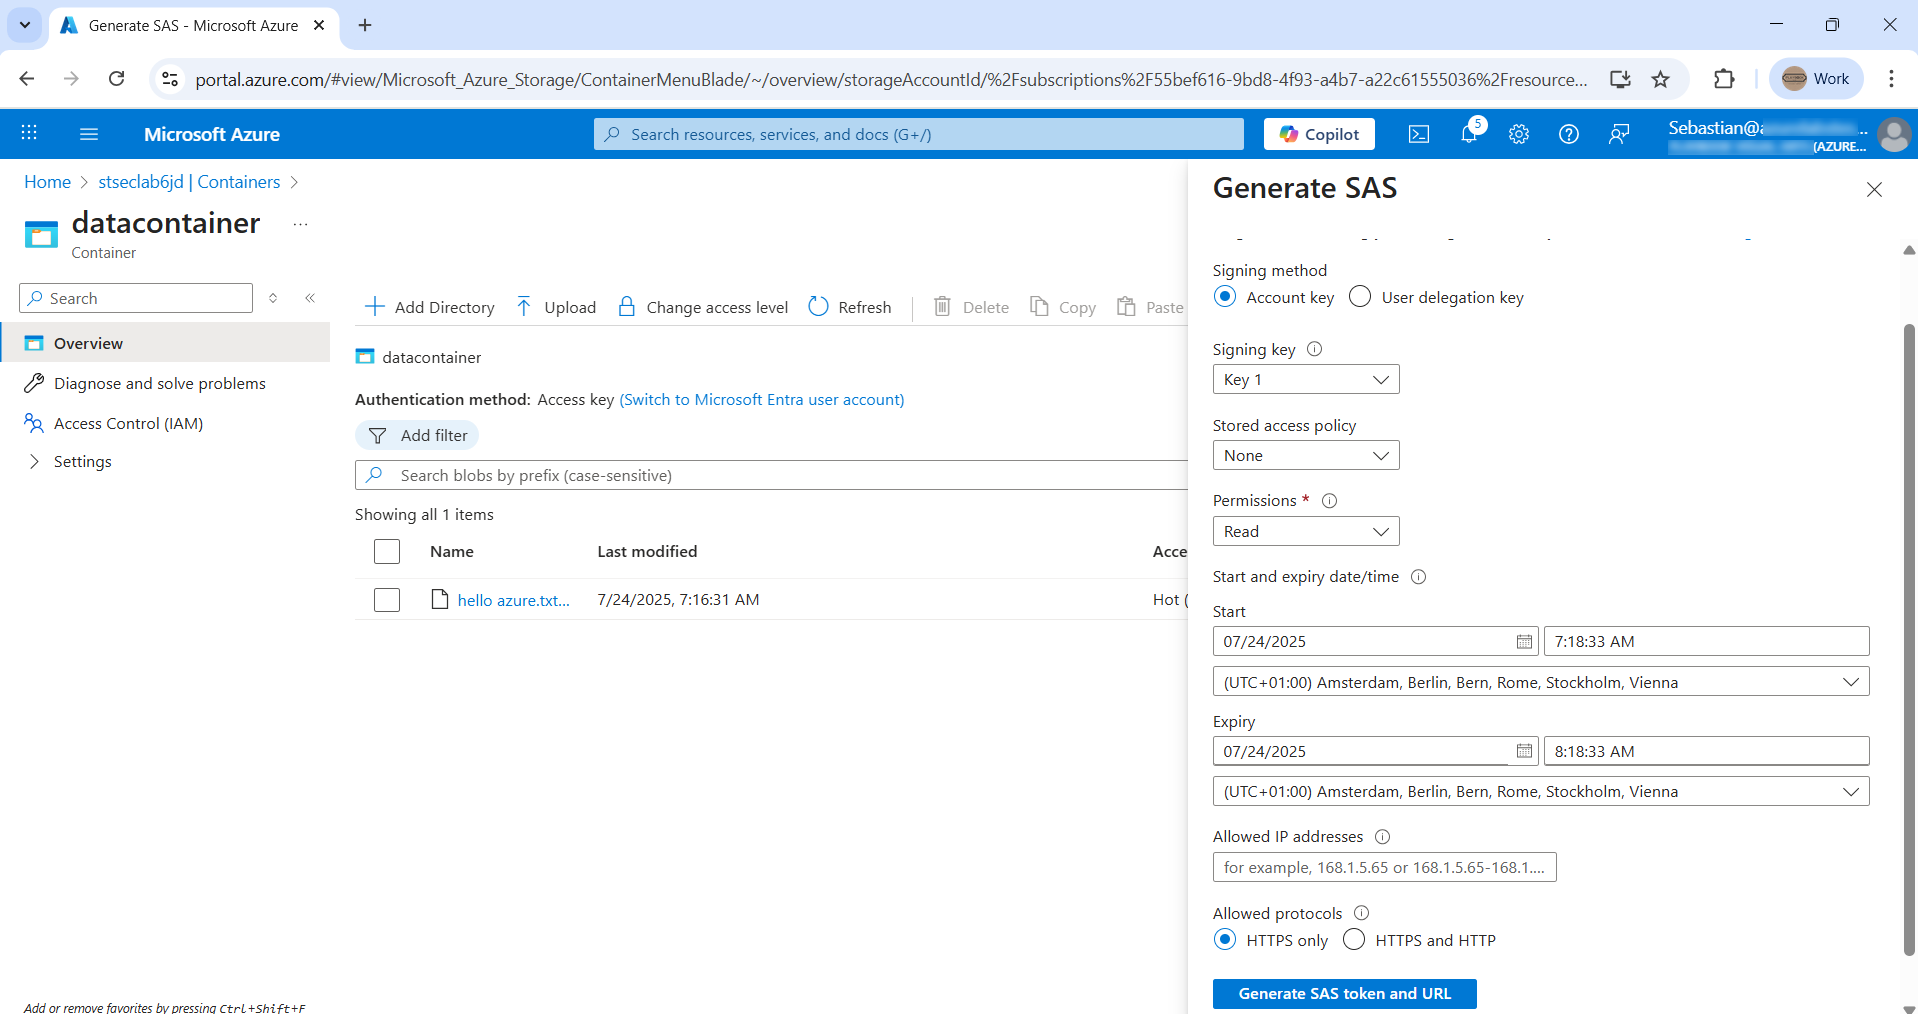 Generate SAS - Microsoft Azure
portal.azure.com/#view/Microsoft_Azure_Storage/ContainerMenuBlade/~/overview/storageAccountId/%2Fsubscriptions%2F55bef616-9bd8-4f93-a4b7-a22c61555036%2Fresource...
Work
Microsoft Azure
Search resources, services, and docs (G+/)
Copilot
5
Sebastian@a
...
(AZURE...
Home > stseclab6jd | Containers >
datacontainer ...
Container
Search
Overview
Diagnose and solve problems
Access Control (IAM)
Settings
Add or remove favorites by pressing Ctrl+Shift+F
Add Directory Upload Change access level Refresh Delete Copy Paste
datacontainer
Authentication method: Access key (Switch to Microsoft Entra user account)
Add filter
Search blobs by prefix (case-sensitive)
Showing all 1 items
Name Last modified Acce
hello azure.txt... 7/24/2025, 7:16:31 AM Hot (
Generate SAS
Signing method
Account key User delegation key
Signing key
Key 1
Stored access policy
None
Permissions *
Read
Start and expiry date/time
Start
07/24/2025 7:18:33 AM
(UTC+01:00) Amsterdam, Berlin, Bern, Rome, Stockholm, Vienna
Expiry
07/24/2025 8:18:33 AM
(UTC+01:00) Amsterdam, Berlin, Bern, Rome, Stockholm, Vienna
Allowed IP addresses
for example, 168.1.5.65 or 168.1.5.65-168.1....
Allowed protocols
HTTPS only HTTPS and HTTP
Generate SAS token and URL